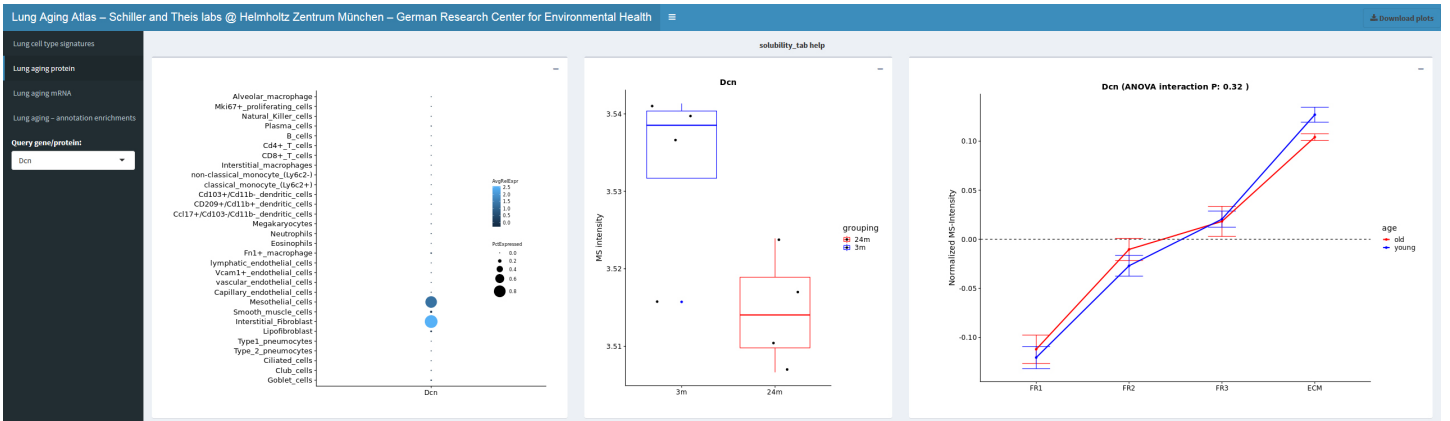 Lung Aging Atlas – Schiller and Theis labs @ Helmholtz Zentrum München – German Research Center for Environmental Health
Download plots
Lung cell type signatures
Lung aging protein
Lung aging mRNA
Lung aging – annotation enrichments
Query gene/protein:
Dcn
solubility_tab help
Alveolar_macrophage
Mki67+_proliferating_cells
Natural_Killer_cells
Plasma_cells
B_cells
Cd4+_T_cells
CD8+_T_cells
Interstitial_macrophages
non-classical_monocyte_(Ly6c2-)
classical_monocyte_(Ly6c2+)
Cd103+/Cd11b-_dendritic_cells
CD209+/Cd11b+_dendritic_cells
Ccl17+/Cd103-/Cd11b-_dendritic_cells
Megakaryocytes
Neutrophils
Eosinophils
Fn1+_macrophage
lymphatic_endothelial_cells
Vcam1+_endothelial_cells
vascular_endothelial_cells
Capillary_endothelial_cells
Mesothelial_cells
Smooth_muscle_cells
Interstitial_Fibroblast
Lipofibroblast
Type1_pneumocytes
Type_2_pneumocytes
Ciliated_cells
Club_cells
Goblet_cells
Dcn
AvgRelExpr
2.5
2.0
1.5
1.0
0.5
0.0
PctExpressed
0.0
0.2
0.4
0.6
0.8
Dcn
MS intensity
3.54
3.53
3.52
3.51
3m
24m
grouping
24m
3m
Dcn (ANOVA interaction P: 0.32 )
Normalized MS-Intensity
0.10
0.05
0.00
-0.05
-0.10
FR1
FR2
FR3
ECM
age
old
young